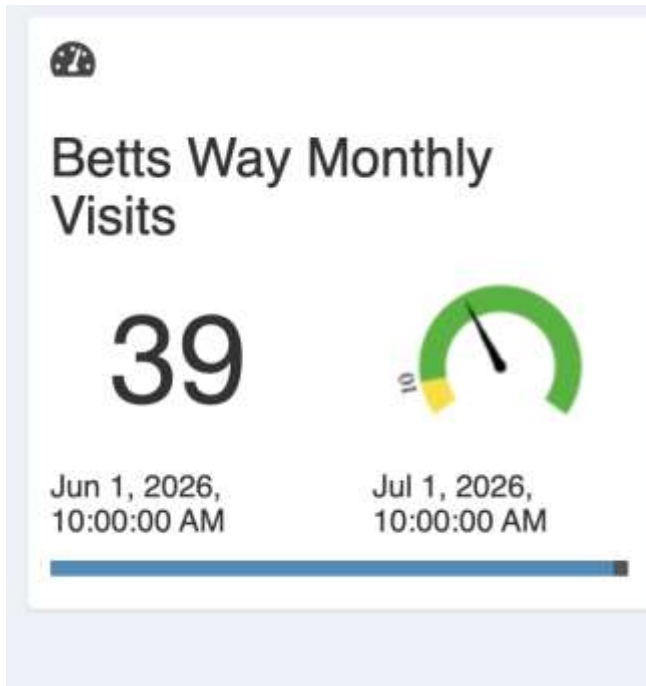 Betts Way Monthly
Visits
39
10
Jun 1, 2026,
10:00:00 AM
Jul 1, 2026,
10:00:00 AM